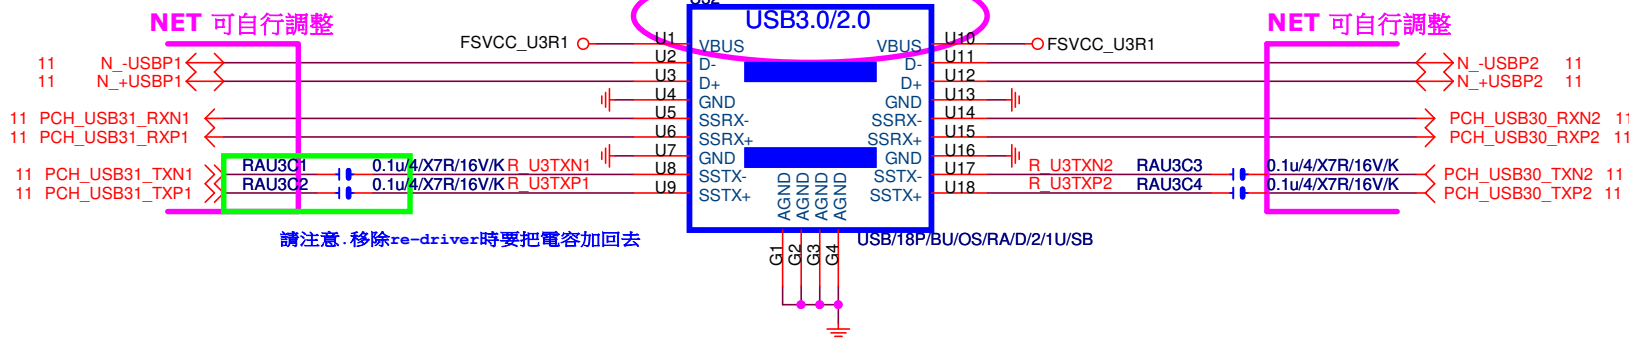 NET 可自行調整
USB3.0/2.0
NET 可自行調整
FSVCC_U3R1 U1 VBUS VBUS U10 FSVCC_U3R1
11 N_-USBP1 U2 D- D- U11 N_-USBP2 11
11 N_+USBP1 U3 D+ D+ U12 N_+USBP2 11
U4 GND GND U13
11 PCH_USB31_RXN1 U5 SSRX- SSRX- U14 PCH_USB30_RXN2 11
11 PCH_USB31_RXP1 U6 SSRX+ SSRX+ U15 PCH_USB30_RXP2 11
U7 GND GND U16
11 PCH_USB31_TXN1 RAU3C1 0.1u/4/X7R/16V/K R_U3TXN1 U8 SSTX- SSTX- U17 R_U3TXN2 RAU3C3 0.1u/4/X7R/16V/K PCH_USB30_TXN2 11
11 PCH_USB31_TXP1 RAU3C2 0.1u/4/X7R/16V/K R_U3TXP1 U9 SSTX+ SSTX+ U18 R_U3TXP2 RAU3C4 0.1u/4/X7R/16V/K PCH_USB30_TXP2 11
AGND AGND AGND AGND
請注意.移除re-driver時要把電容加回去
USB/18P/BU/OS/RA/D/2/1U/SB
G1 G2 G3 G4